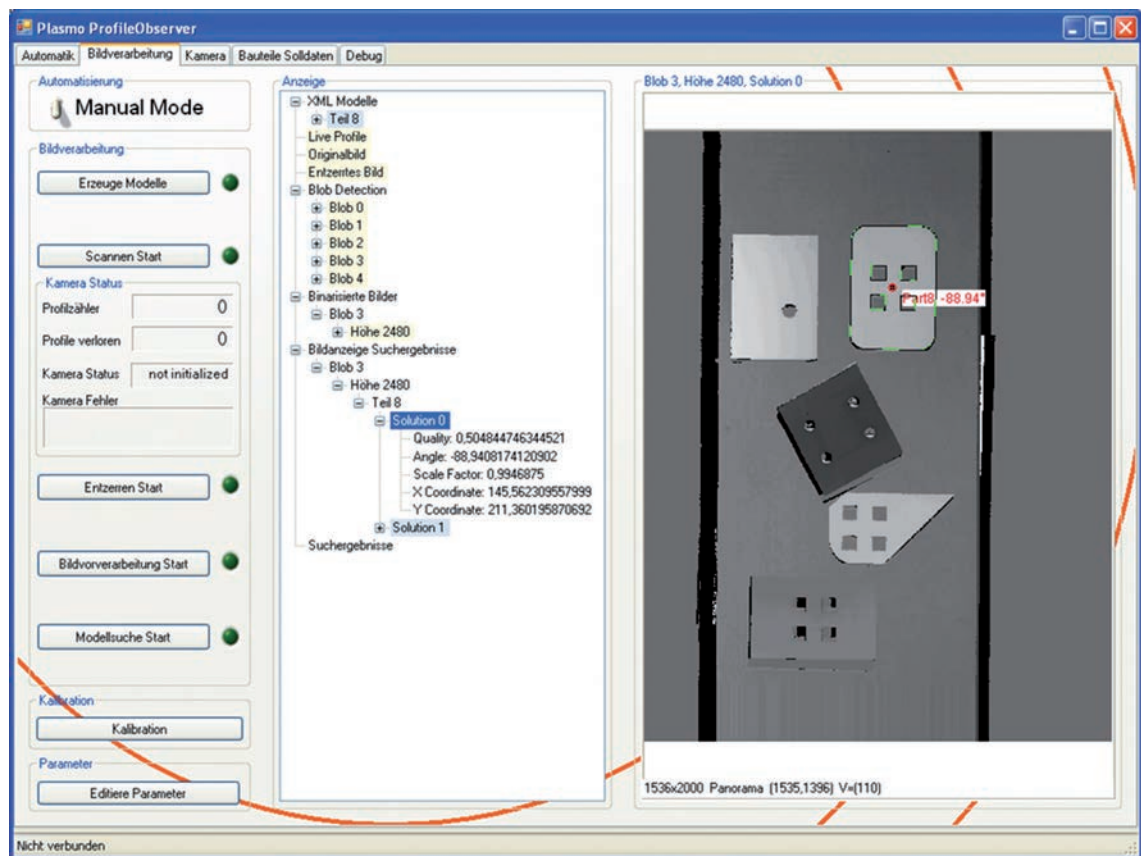 Plasmo ProfileObserver
Automatik Bildverarbeitung Kamera Bauteile Solldaten Debug
Automatisierung
Manual Mode
Bildverarbeitung
Erzeuge Modelle
Scannen Start
Kamera Status
Profilzähler 0
Profile verloren 0
Kamera Status not initialized
Kamera Fehler
Entzerren Start
Bildvorverarbeitung Start
Modellsuche Start
Kalibration
Kalibration
Parameter
Editiere Parameter
Anzeige
XML Modelle
Teil 8
Live Profile
Originalbild
Entzerrtes Bild
Blob Detection
Blob 0
Blob 1
Blob 2
Blob 3
Blob 4
Binarisierte Bilder
Blob 3
Höhe 2480
Bildanzeige Suchergebnisse
Blob 3
Höhe 2480
Teil 8
Solution 0
Quality: 0,504844746344521
Angle: -88,9408174120902
Scale Factor: 0,9946875
X Coordinate: 145,562309557999
Y Coordinate: 211,360195870692
Solution 1
Suchergebnisse
Blob 3, Höhe 2480, Solution 0
Part8 -88.94°
1536x2000 Panorama (1535,1396) V=(110)
Nicht verbunden